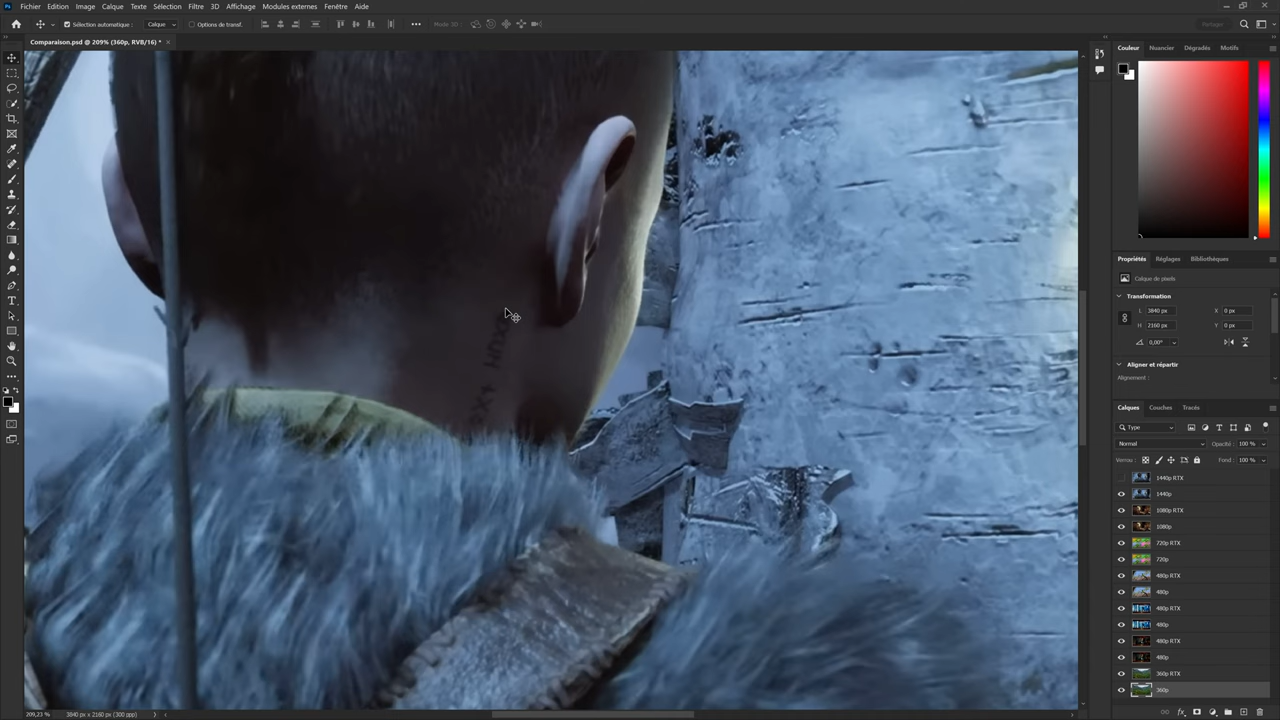 Fichier Edition Image Calque Texte Sélection Filtre 3D Affichage Modules externes Fenêtre Aide
Sélection automatique : Calque Options de transf. Mode 3D : Partager
Comparaison.psd @ 209% (360p, RVB/16) *
Couleur Nuancier Dégradés Motifs
Propriétés Réglages Bibliothèques
Calque de pixels
Transformation
L 3840 px X 0 px
H 2160 px Y 0 px
0,00°
Aligner et répartir
Alignement :
Calques Couches Tracés
Type
Normal Opacité : 100 %
Verrou : Fond : 100 %
1440p RTX
1440p
1080p RTX
1080p
720p RTX
720p
480p RTX
480p
480p RTX
480p
480p RTX
480p
360p RTX
360p
209,23 % 3840 px x 2160 px (300 ppp)